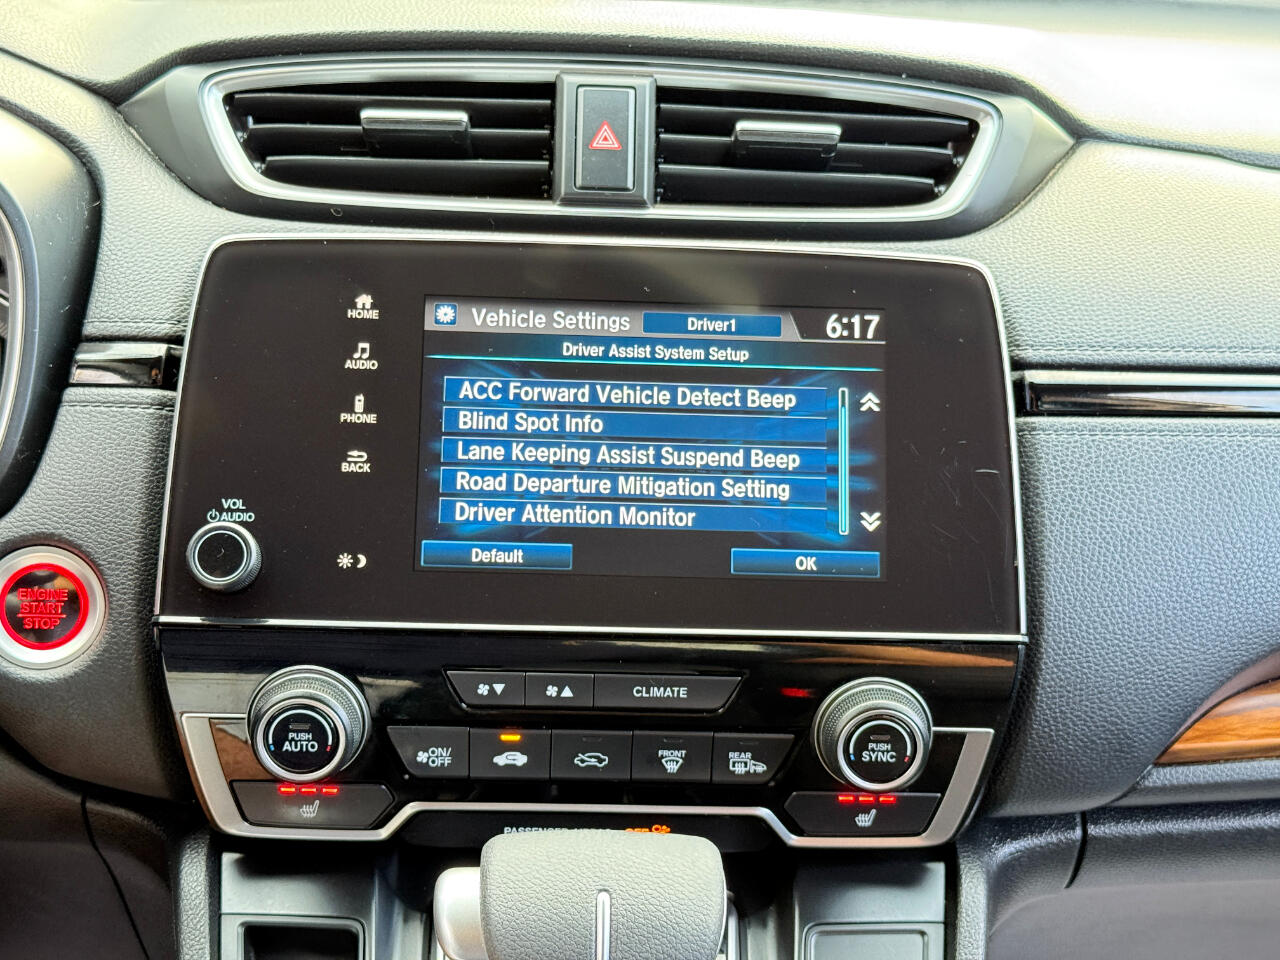 HOME
AUDIO
PHONE
BACK
VOL
AUDIO
Vehicle Settings
Driver1
6:17
Driver Assist System Setup
ACC Forward Vehicle Detect Beep
Blind Spot Info
Lane Keeping Assist Suspend Beep
Road Departure Mitigation Setting
Driver Attention Monitor
Default
OK
ENGINE
START
STOP
CLIMATE
PUSH
AUTO
ON/
OFF
FRONT
REAR
PUSH
SYNC
PASSENGER
OFF